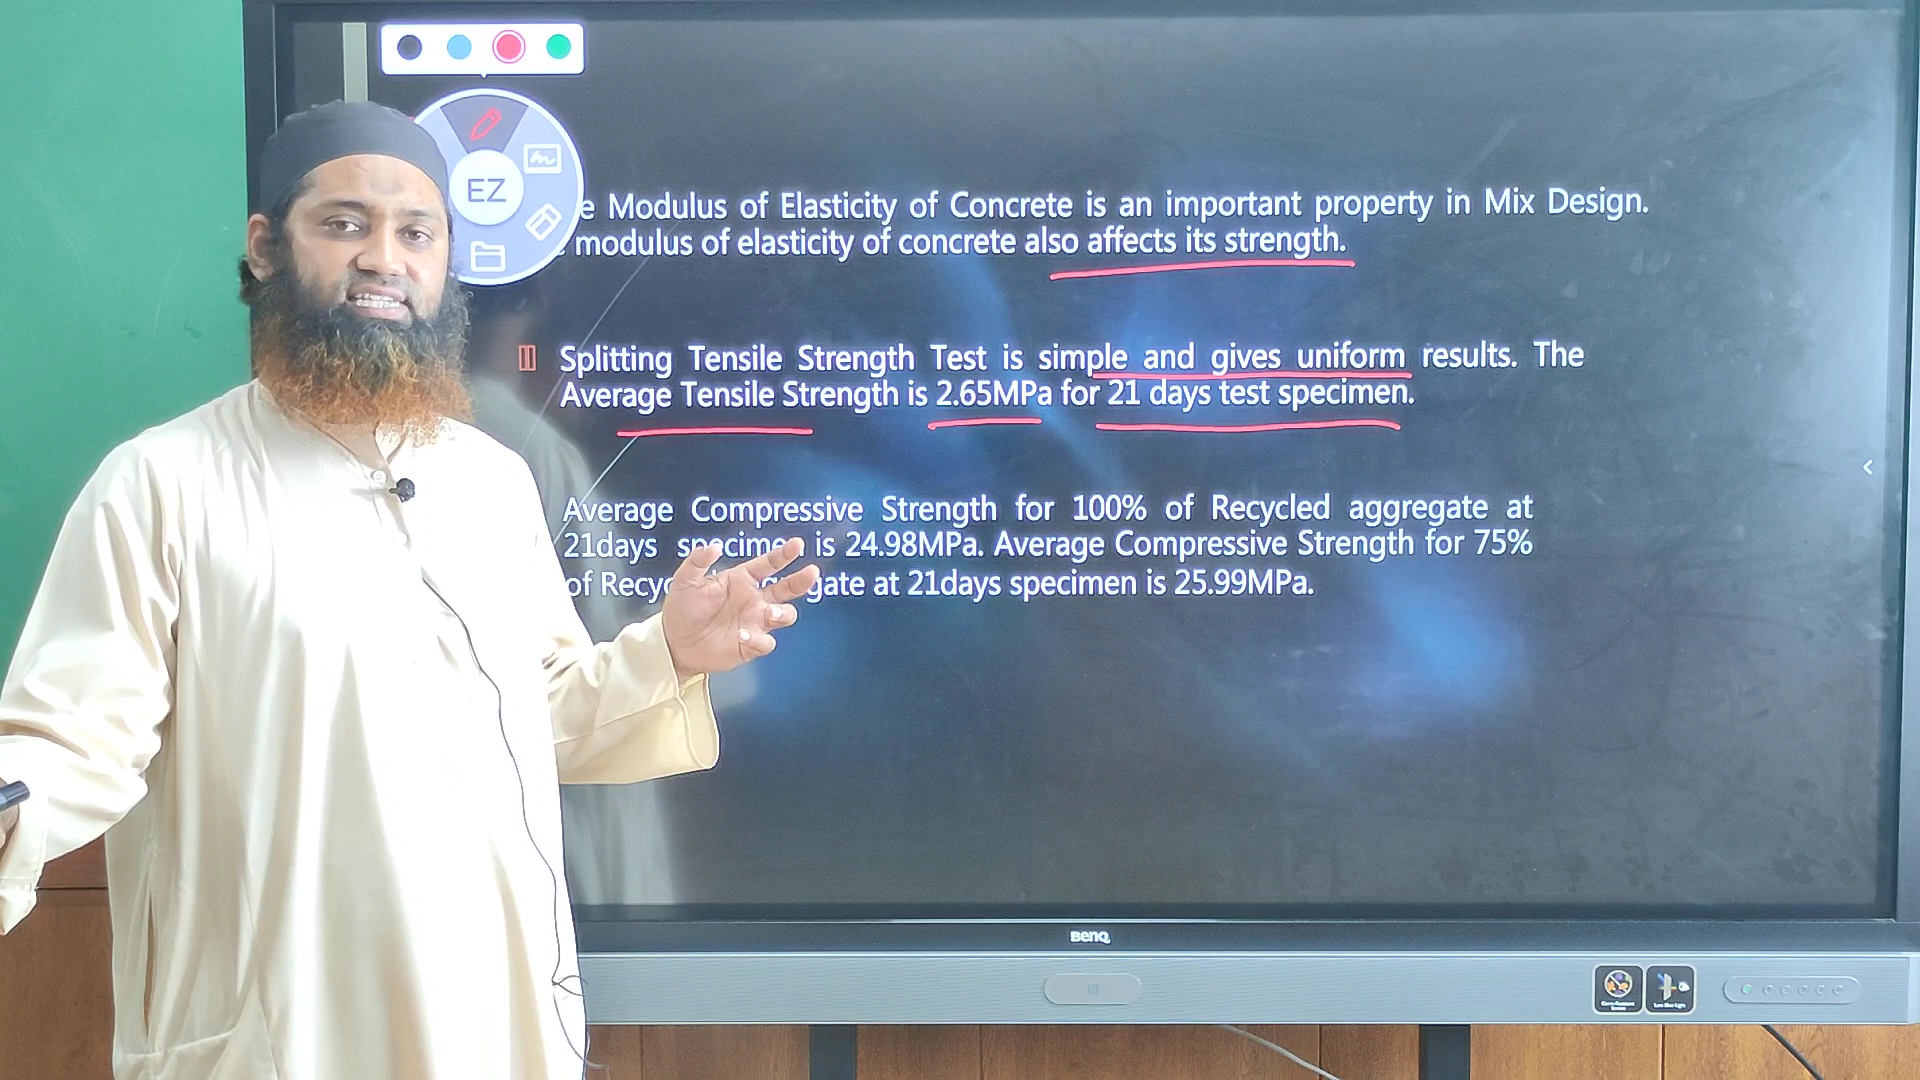 EZ
Modulus of Elasticity of Concrete is an important property in Mix Design.
modulus of elasticity of concrete also affects its strength.
Splitting Tensile Strength Test is simple and gives uniform results. The
Average Tensile Strength is 2.65MPa for 21 days test specimen.
Average Compressive Strength for 100% of Recycled aggregate at
21days specimen is 24.98MPa. Average Compressive Strength for 75%
of at 21days specimen is 25.99MPa.
BenQ